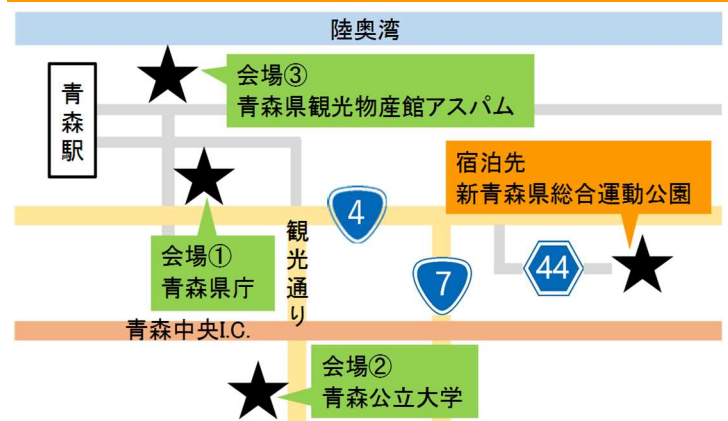 陸奥湾
会場③
青森県観光物産館アスパム
青森駅
宿泊先
新青森県総合運動公園
4
会場①
青森県庁
観光通り
44
7
青森中央I.C.
会場②
青森公立大学